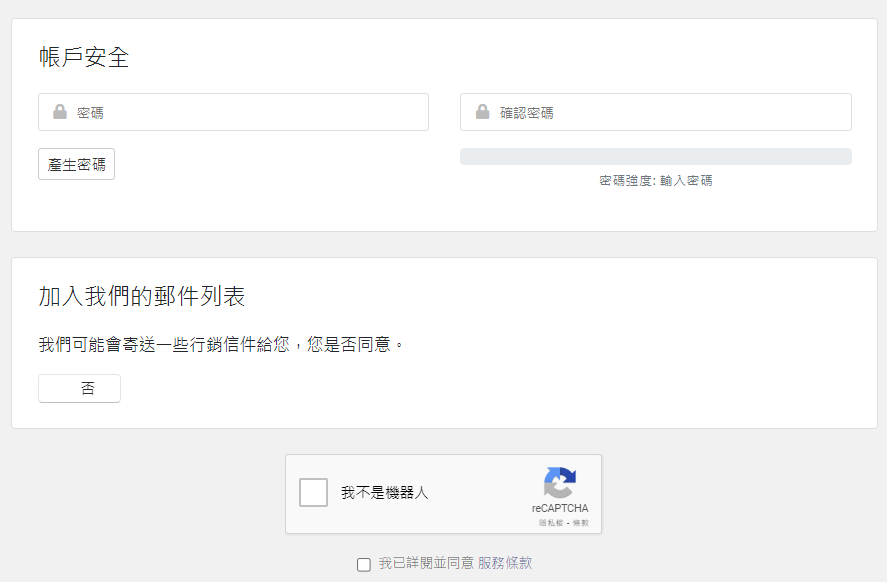 帳戶安全
密碼
確認密碼
產生密碼
密碼強度: 輸入密碼
加入我們的郵件列表
我們可能會寄送一些行銷信件給您，您是否同意。
否
我不是機器人
reCAPTCHA
隱私權 - 條款
我已詳閱並同意 服務條款